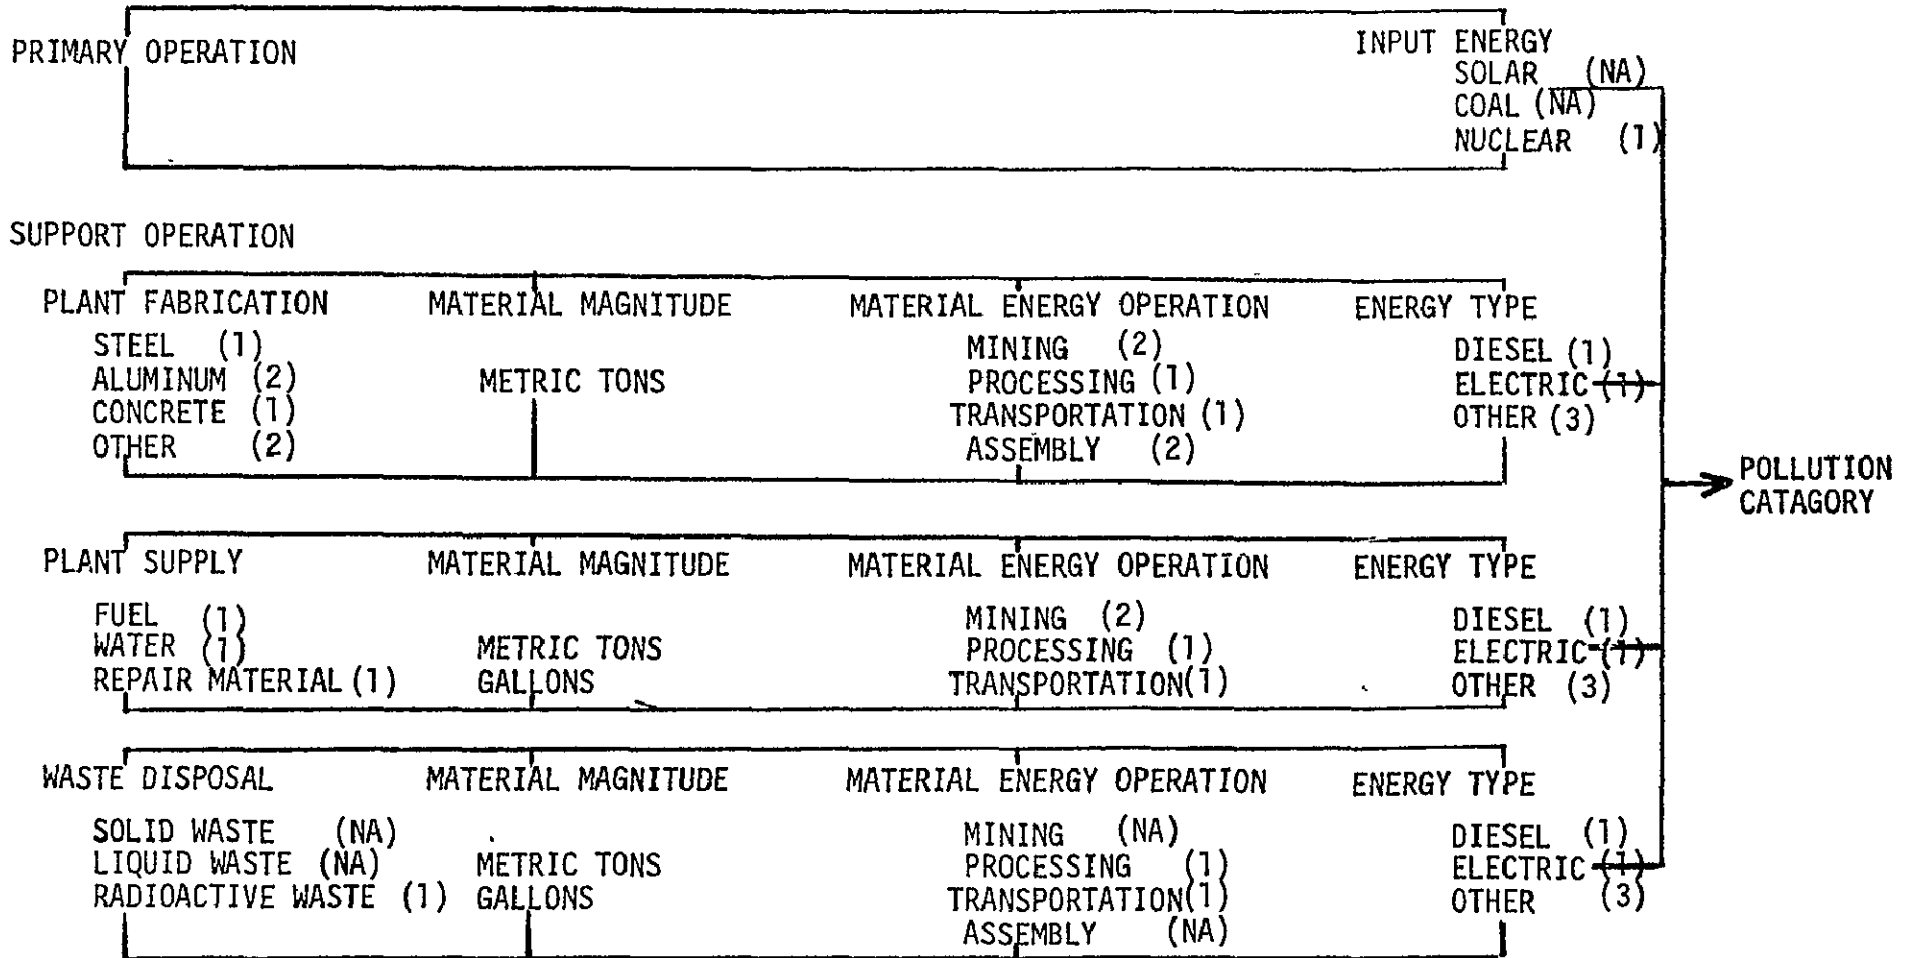 PRIMARY OPERATION
INPUT ENERGY
SOLAR (NA)
COAL (NA)
NUCLEAR (1)
SUPPORT OPERATION
PLANT FABRICATION MATERIAL MAGNITUDE MATERIAL ENERGY OPERATION ENERGY TYPE
STEEL (1) MINING (2) DIESEL (1)
ALUMINUM (2) METRIC TONS PROCESSING (1) ELECTRIC (1)
CONCRETE (1) TRANSPORTATION (1) OTHER (3)
OTHER (2) ASSEMBLY (2)
POLLUTION
CATAGORY
PLANT SUPPLY MATERIAL MAGNITUDE MATERIAL ENERGY OPERATION ENERGY TYPE
FUEL (1) MINING (2) DIESEL (1)
WATER (1) METRIC TONS PROCESSING (1) ELECTRIC (1)
REPAIR MATERIAL (1) GALLONS TRANSPORTATION (1) OTHER (3)
WASTE DISPOSAL MATERIAL MAGNITUDE MATERIAL ENERGY OPERATION ENERGY TYPE
SOLID WASTE (NA) MINING (NA) DIESEL (1)
LIQUID WASTE (NA) METRIC TONS PROCESSING (1) ELECTRIC (1)
RADIOACTIVE WASTE (1) GALLONS TRANSPORTATION (1) OTHER (3)
ASSEMBLY (NA)